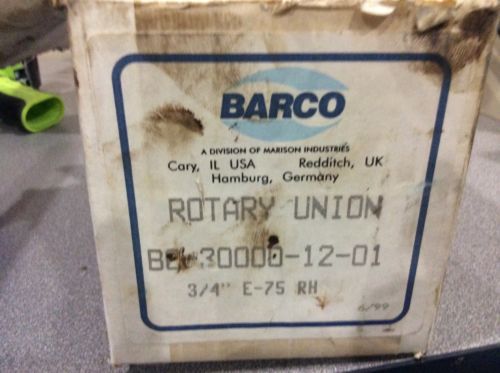 BARCO
A DIVISION OF MARISON INDUSTRIES
Cary, IL USA Redditch, UK
Hamburg, Germany
ROTARY UNION
30000-12-01
3/4" E-75 RH
6/99